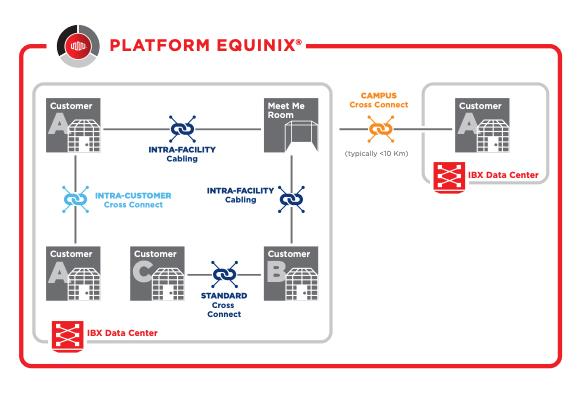 PLATFORM EQUINIX®
Customer
A
Meet Me
Room
CAMPUS
Cross Connect
(typically <10 Km)
Customer
A
INTRA-FACILITY
Cabling
IBX Data Center
INTRA-CUSTOMER
Cross Connect
INTRA-FACILITY
Cabling
Customer
A
Customer
C
Customer
B
STANDARD
Cross
Connect
IBX Data Center